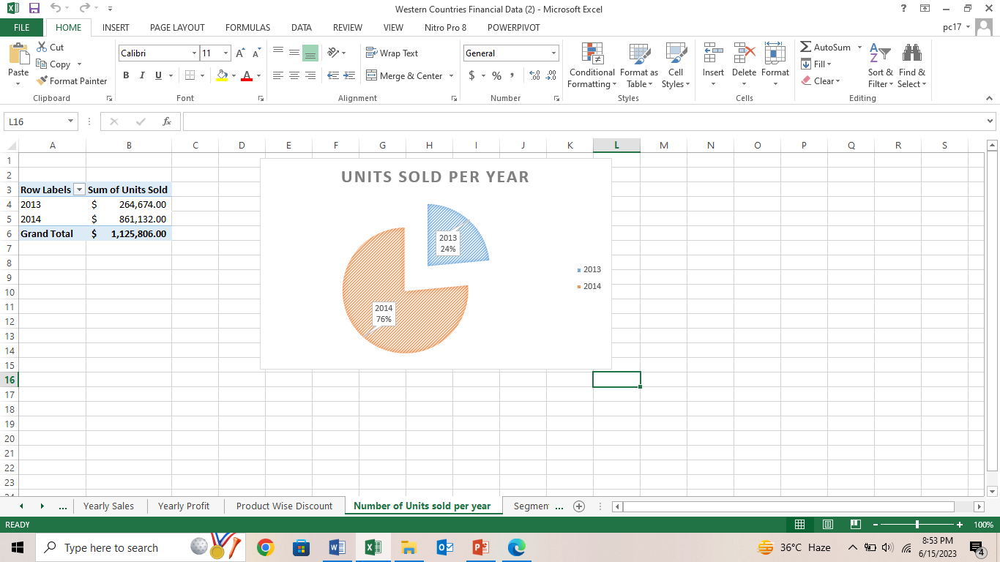 Western Countries Financial Data (2) - Microsoft Excel
FILE HOME INSERT PAGE LAYOUT FORMULAS DATA REVIEW VIEW Nitro Pro 8 POWERPIVOT pc17
Paste
Cut
Copy
Format Painter
Clipboard
Calibri 11
B I U
Font
Wrap Text
Merge & Center
Alignment
General
$ % ,
Number
Conditional Formatting
Format as Table
Cell Styles
Styles
Insert Delete Format
Cells
AutoSum
Fill
Clear
Sort & Filter
Find & Select
Editing
L16
fx
A B C D E F G H I J K L M N O P Q R S
1
2
3 Row Labels Sum of Units Sold
4 2013 $ 264,674.00
5 2014 $ 861,132.00
6 Grand Total $ 1,125,806.00
7
8
9
10
11
12
13
14
15
16
17
18
19
20
21
22
23
UNITS SOLD PER YEAR
2013
24%
2014
76%
2013
2014
... Yearly Sales Yearly Profit Product Wise Discount Number of Units sold per year Segmen ...
READY 100%
Type here to search
36°C Haze
8:53 PM
6/15/2023
4